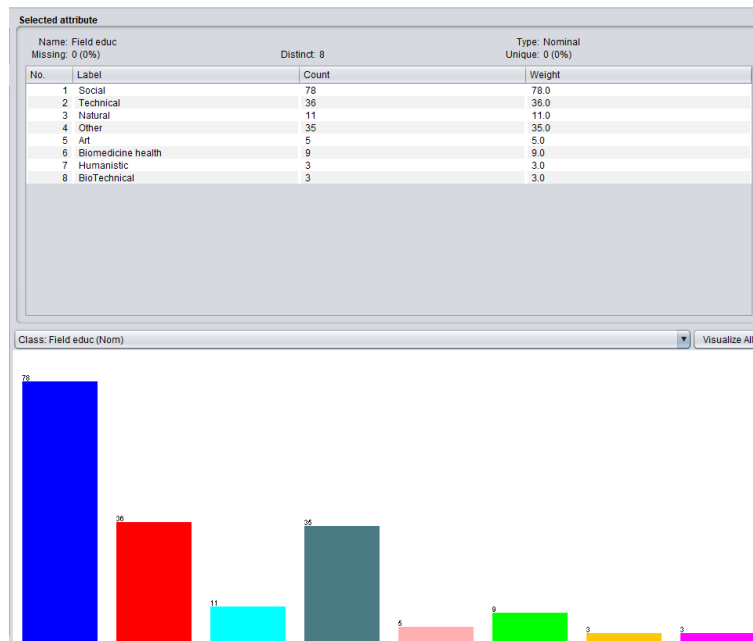 Selected attribute
Name: Field educ Type: Nominal
Missing: 0 (0%) Distinct: 8 Unique: 0 (0%)
No. Label Count Weight
1 Social 78 78.0
2 Technical 36 36.0
3 Natural 11 11.0
4 Other 35 35.0
5 Art 5 5.0
6 Biomedicine health 9 9.0
7 Humanistic 3 3.0
8 BioTechnical 3 3.0
Class: Field educ (Nom) Visualize All
78
36
35
11
9
5
3 3